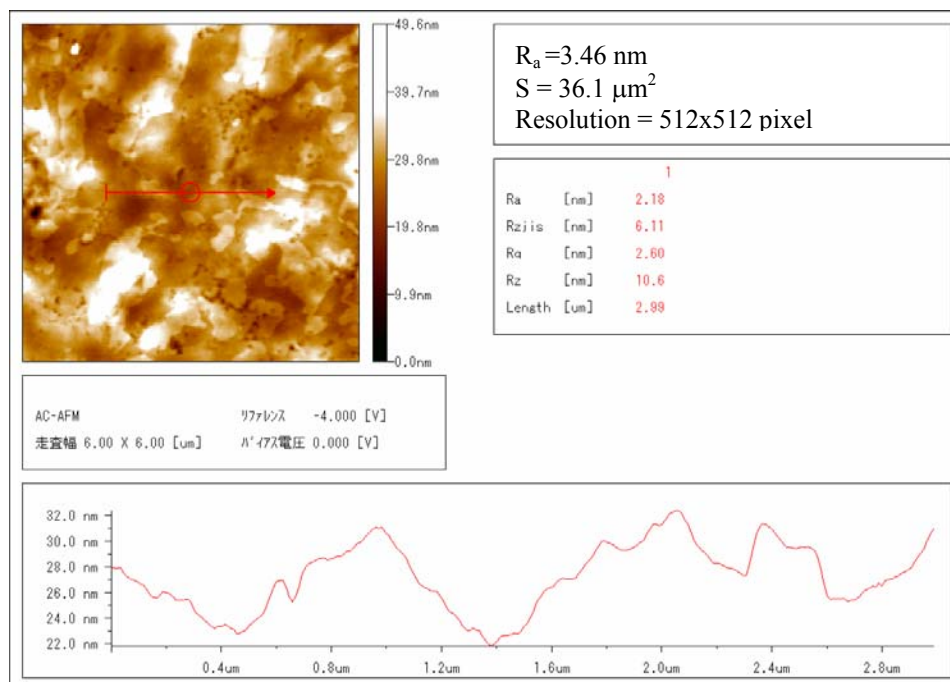 49.6nm
39.7nm
29.8nm
19.8nm
9.9nm
0.0nm
Ra =3.46 nm
S = 36.1 μm2
Resolution = 512x512 pixel
1
Ra [nm] 2.18
Rzjis [nm] 6.11
Rq [nm] 2.60
Rz [nm] 10.6
Length [um] 2.99
AC-AFM ﾘﾌｧﾚﾝｽ -4.000 [V]
走査幅 6.00 X 6.00 [um] ﾊﾞｲｱｽ電圧 0.000 [V]
32.0 nm
30.0 nm
28.0 nm
26.0 nm
24.0 nm
22.0 nm
0.4um 0.8um 1.2um 1.6um 2.0um 2.4um 2.8um